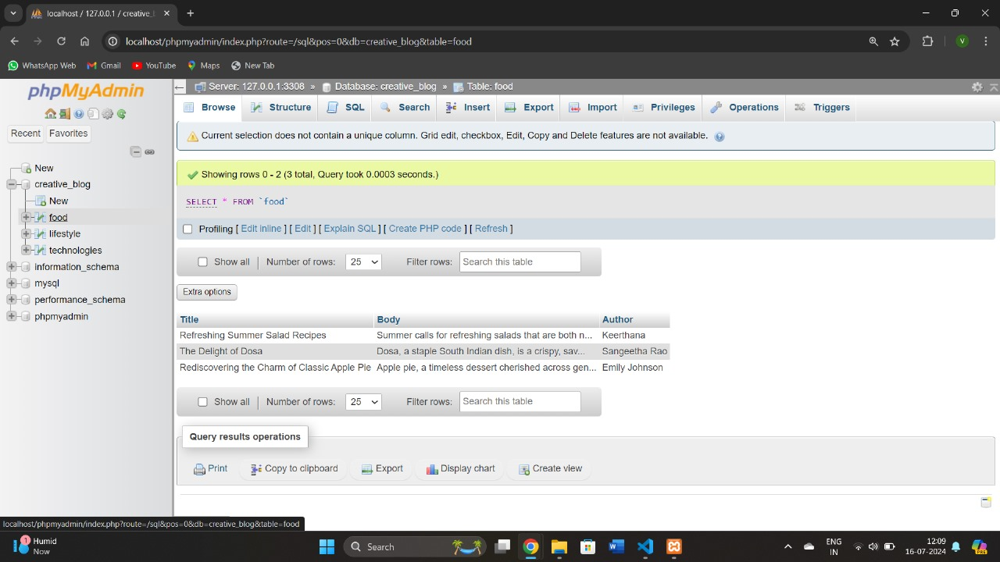 localhost / 127.0.0.1 / creative_b
localhost/phpmyadmin/index.php?route=/sql&pos=0&db=creative_blog&table=food
V
WhatsApp Web Gmail YouTube Maps New Tab
phpMyAdmin
Recent Favorites
New
creative_blog
New
food
lifestyle
technologies
information_schema
mysql
performance_schema
phpmyadmin
Server: 127.0.0.1:3308 » Database: creative_blog » Table: food
Browse Structure SQL Search Insert Export Import Privileges Operations Triggers
Current selection does not contain a unique column. Grid edit, checkbox, Edit, Copy and Delete features are not available.
Showing rows 0 - 2 (3 total, Query took 0.0003 seconds.)
SELECT * FROM `food`
Profiling [ Edit inline ] [ Edit ] [ Explain SQL ] [ Create PHP code ] [ Refresh ]
Show all Number of rows: 25 Filter rows: Search this table
Extra options
Title Body Author
Refreshing Summer Salad Recipes Summer calls for refreshing salads that are both n... Keerthana
The Delight of Dosa Dosa, a staple South Indian dish, is a crispy, sav... Sangeetha Rao
Rediscovering the Charm of Classic Apple Pie Apple pie, a timeless dessert cherished across gen... Emily Johnson
Show all Number of rows: 25 Filter rows: Search this table
Query results operations
Print Copy to clipboard Export Display chart Create view
localhost/phpmyadmin/index.php?route=/sql&pos=0&db=creative_blog&table=food
1 Humid
Now
Search
ENG
IN
12:09
16-07-2024
PRE